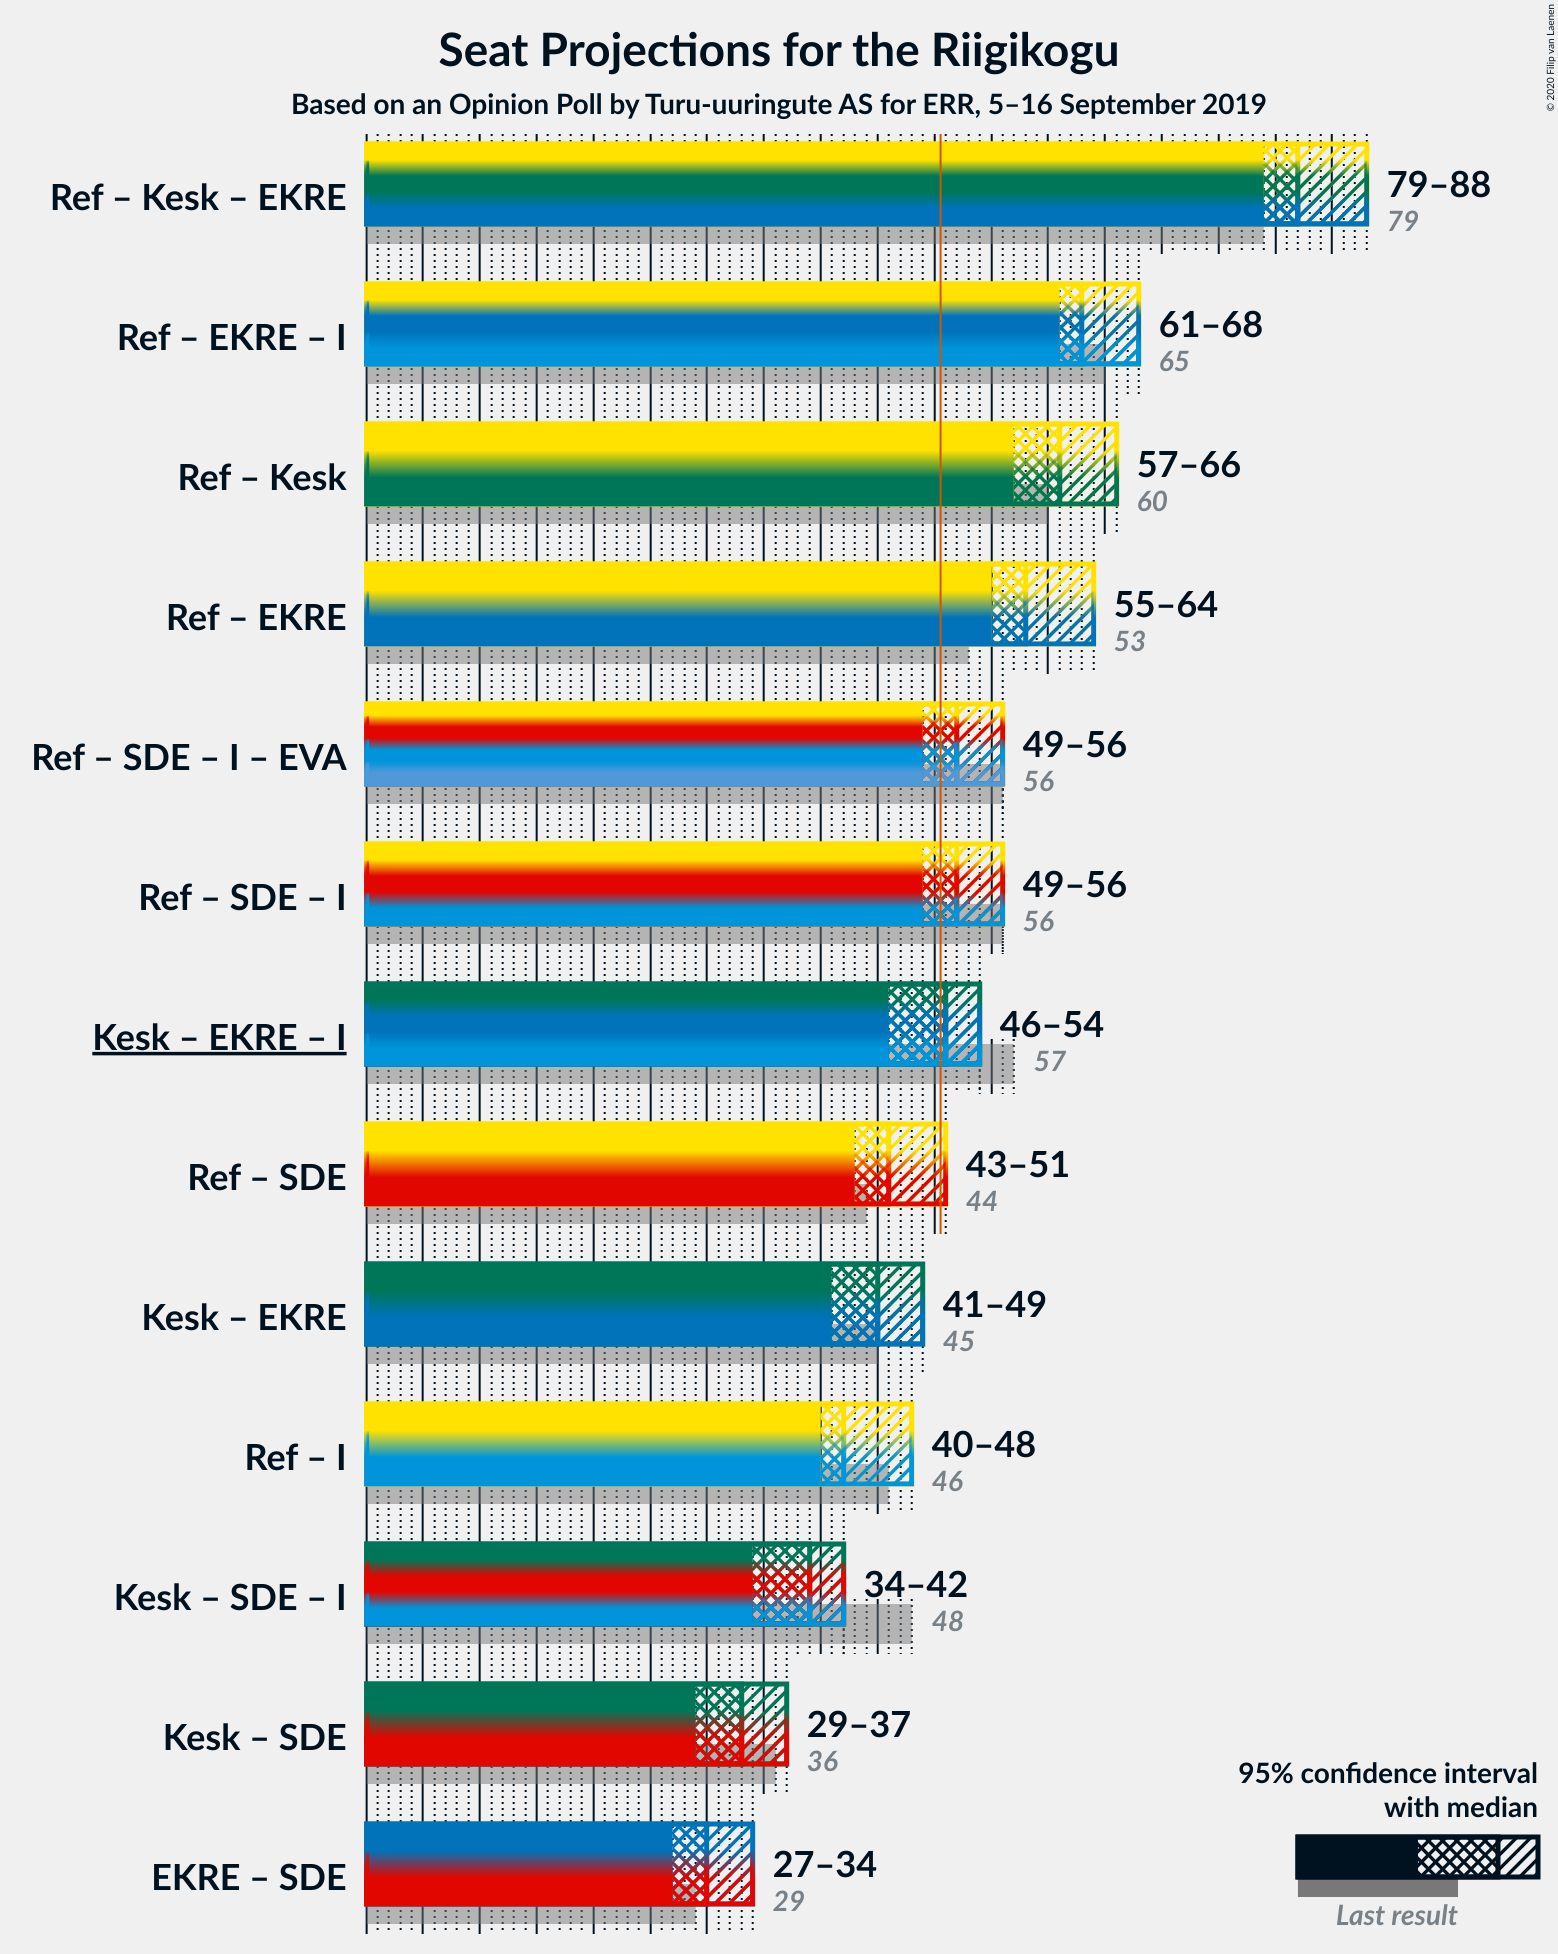 Seat Projections for the Riigikogu
Based on an Opinion Poll by Turu-uuringute AS for ERR, 5–16 September 2019
© 2020 Filip van Laenen
Ref – Kesk – EKRE
79–88
79
Ref – EKRE – I
61–68
65
Ref – Kesk
57–66
60
Ref – EKRE
55–64
53
Ref – SDE – I – EVA
49–56
56
Ref – SDE – I
49–56
56
Kesk – EKRE – I
46–54
57
Ref – SDE
43–51
44
Kesk – EKRE
41–49
45
Ref – I
40–48
46
Kesk – SDE – I
34–42
48
Kesk – SDE
29–37
36
EKRE – SDE
27–34
29
95% confidence interval
with median
Last result